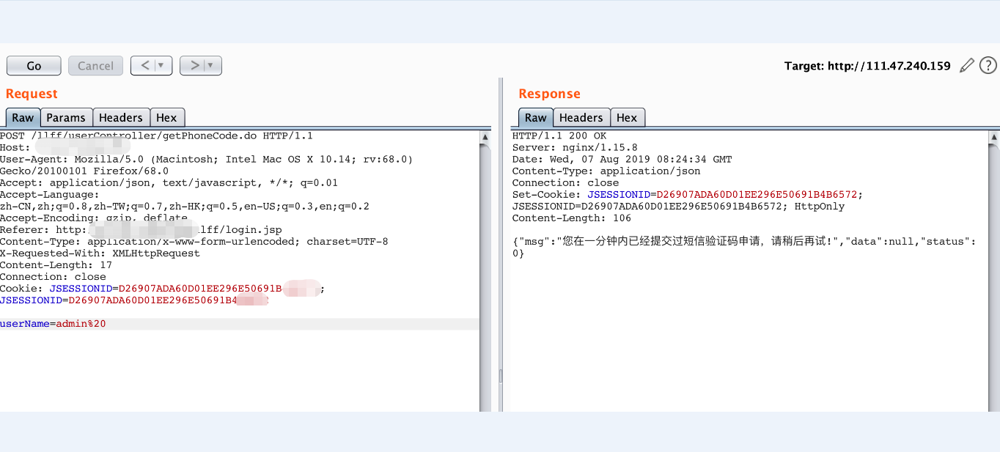 Go
Cancel
<
>
Target: http://111.47.240.159
?
Request
Response
Raw
Params
Headers
Hex
Raw
Headers
Hex
POST /llff/userController/getPhoneCode.do HTTP/1.1
Host:
User-Agent: Mozilla/5.0 (Macintosh; Intel Mac OS X 10.14; rv:68.0)
Gecko/20100101 Firefox/68.0
Accept: application/json, text/javascript, */*; q=0.01
Accept-Language:
zh-CN,zh;q=0.8,zh-TW;q=0.7,zh-HK;q=0.5,en-US;q=0.3,en;q=0.2
Accept-Encoding: gzip, deflate
Referer: http: lff/login.jsp
Content-Type: application/x-www-form-urlencoded; charset=UTF-8
X-Requested-With: XMLHttpRequest
Content-Length: 17
Connection: close
Cookie: JSESSIONID=D26907ADA60D01EE296E50691B ;
JSESSIONID=D26907ADA60D01EE296E50691B4
userName=admin%20
HTTP/1.1 200 OK
Server: nginx/1.15.8
Date: Wed, 07 Aug 2019 08:24:34 GMT
Content-Type: application/json
Connection: close
Set-Cookie: JSESSIONID=D26907ADA60D01EE296E50691B4B6572;
JSESSIONID=D26907ADA60D01EE296E50691B4B6572; HttpOnly
Content-Length: 106
{"msg":"您在一分钟内已经提交过短信验证码申请，请稍后再试!","data":null,"status":
0}